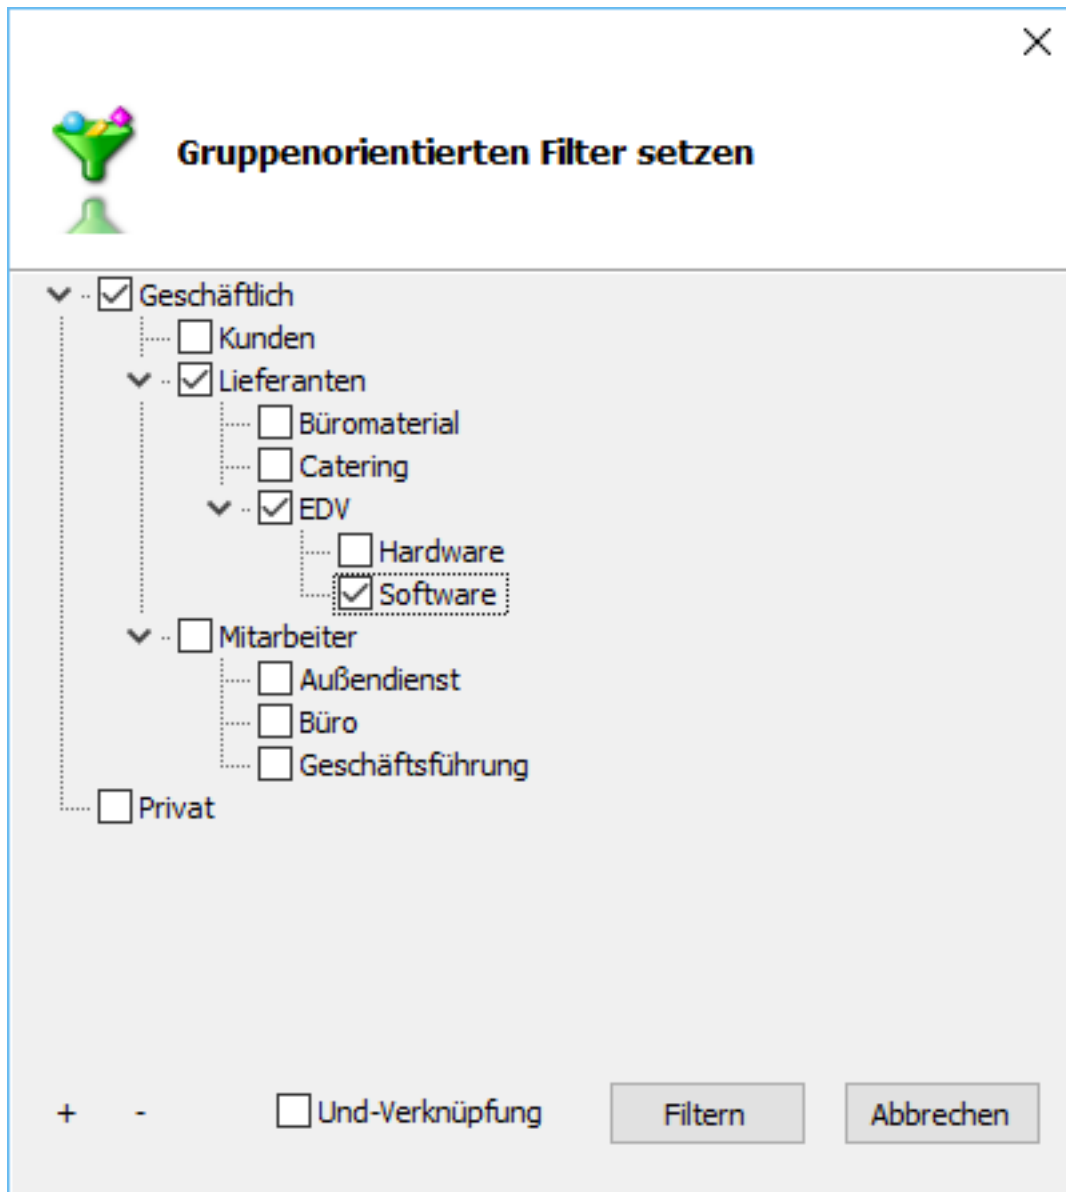 Gruppenorientierten Filter setzen
Geschäftlich
Kunden
Lieferanten
Büromaterial
Catering
EDV
Hardware
Software
Mitarbeiter
Außendienst
Büro
Geschäftsführung
Privat
+ - Und-Verknüpfung Filtern Abbrechen